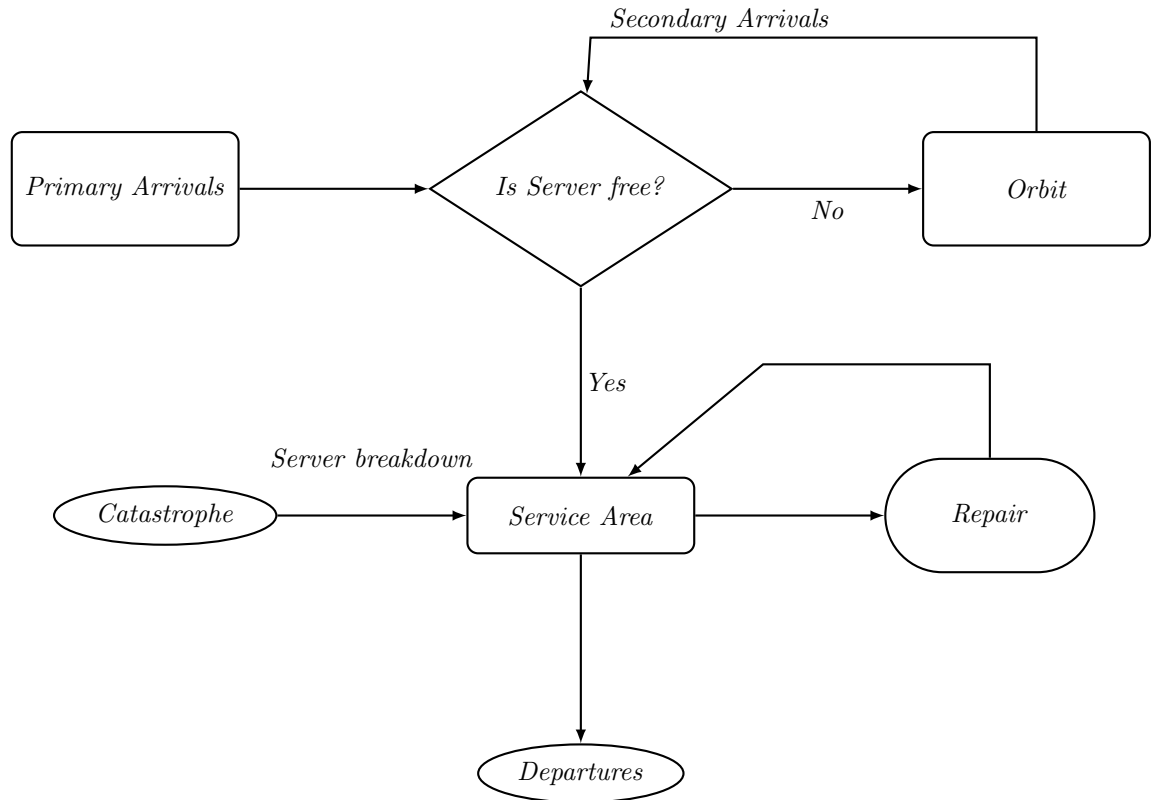 Secondary Arrivals
Primary Arrivals
Is Server free?
Orbit
No
Yes
Server breakdown
Catastrophe
Service Area
Repair
Departures